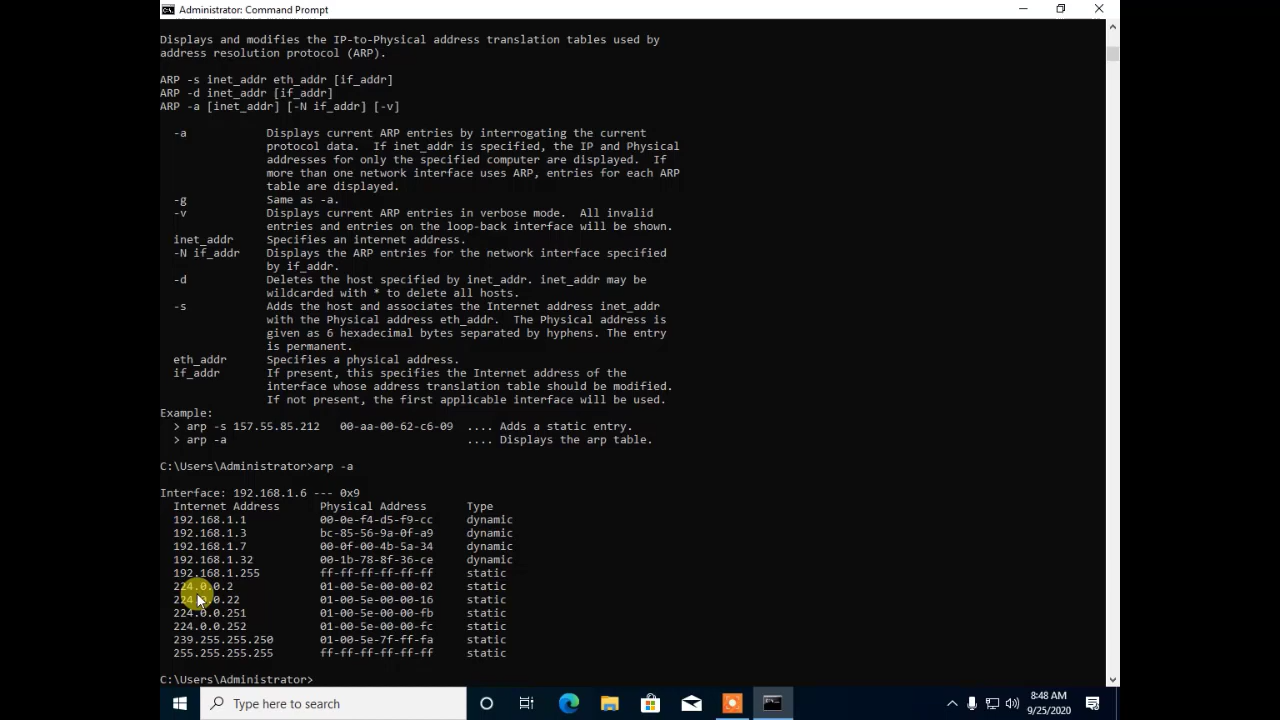 Administrator: Command Prompt
Displays and modifies the IP-to-Physical address translation tables used by
address resolution protocol (ARP).
ARP -s inet_addr eth_addr [if_addr]
ARP -d inet_addr [if_addr]
ARP -a [inet_addr] [-N if_addr] [-v]
-a Displays current ARP entries by interrogating the current
protocol data. If inet_addr is specified, the IP and Physical
addresses for only the specified computer are displayed. If
more than one network interface uses ARP, entries for each ARP
table are displayed.
-g Same as -a.
-v Displays current ARP entries in verbose mode. All invalid
entries and entries on the loop-back interface will be shown.
inet_addr Specifies an internet address.
-N if_addr Displays the ARP entries for the network interface specified
by if_addr.
-d Deletes the host specified by inet_addr. inet_addr may be
wildcarded with * to delete all hosts.
-s Adds the host and associates the Internet address inet_addr
with the Physical address eth_addr. The Physical address is
given as 6 hexadecimal bytes separated by hyphens. The entry
is permanent.
eth_addr Specifies a physical address.
if_addr If present, this specifies the Internet address of the
interface whose address translation table should be modified.
If not present, the first applicable interface will be used.
Example:
> arp -s 157.55.85.212 00-aa-00-62-c6-09 .... Adds a static entry.
> arp -a .... Displays the arp table.
C:\Users\Administrator>arp -a
Interface: 192.168.1.6 --- 0x9
Internet Address Physical Address Type
192.168.1.1 00-0e-f4-d5-f9-cc dynamic
192.168.1.3 bc-85-56-9a-0f-a9 dynamic
192.168.1.7 00-0f-00-4b-5a-34 dynamic
192.168.1.32 00-1b-78-8f-36-ce dynamic
192.168.1.255 ff-ff-ff-ff-ff-ff static
224.0.0.2 01-00-5e-00-00-02 static
224.0.0.22 01-00-5e-00-00-16 static
224.0.0.251 01-00-5e-00-00-fb static
224.0.0.252 01-00-5e-00-00-fc static
239.255.255.250 01-00-5e-7f-ff-fa static
255.255.255.255 ff-ff-ff-ff-ff-ff static
C:\Users\Administrator>
Type here to search
8:48 AM
9/25/2020